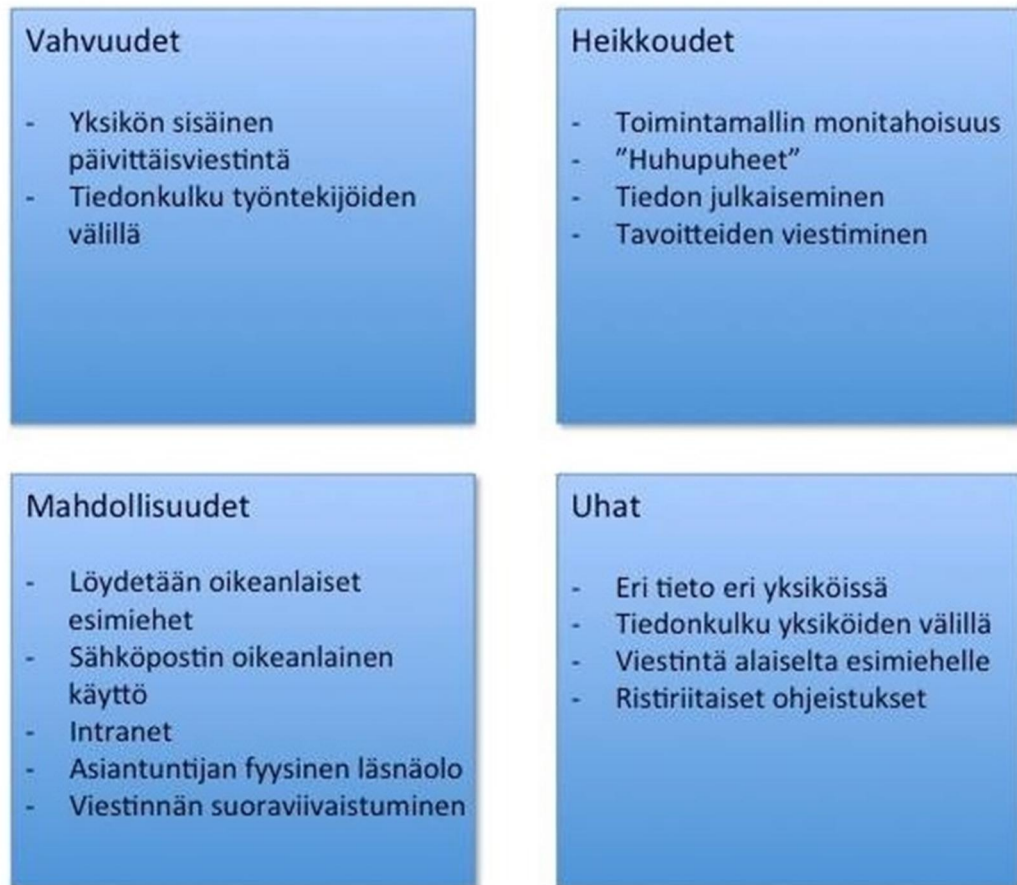 Vahvuudet
- Yksikön sisäinen
päivittäisviestintä
- Tiedonkulku työntekijöiden
välillä
Heikkoudet
- Toimintamallin monitahoisuus
- ”Huhupuheet”
- Tiedon julkaiseminen
- Tavoitteiden viestiminen
Mahdollisuudet
- Löydetään oikeanlaiset
esimiehet
- Sähköpostin oikeanlainen
käyttö
- Intranet
- Asiantuntijan fyysinen läsnäolo
- Viestinnän suoraviivaistuminen
Uhat
- Eri tieto eri yksiköissä
- Tiedonkulku yksiköiden välillä
- Viestintä alaiselta esimiehelle
- Ristiriitaiset ohjeistukset